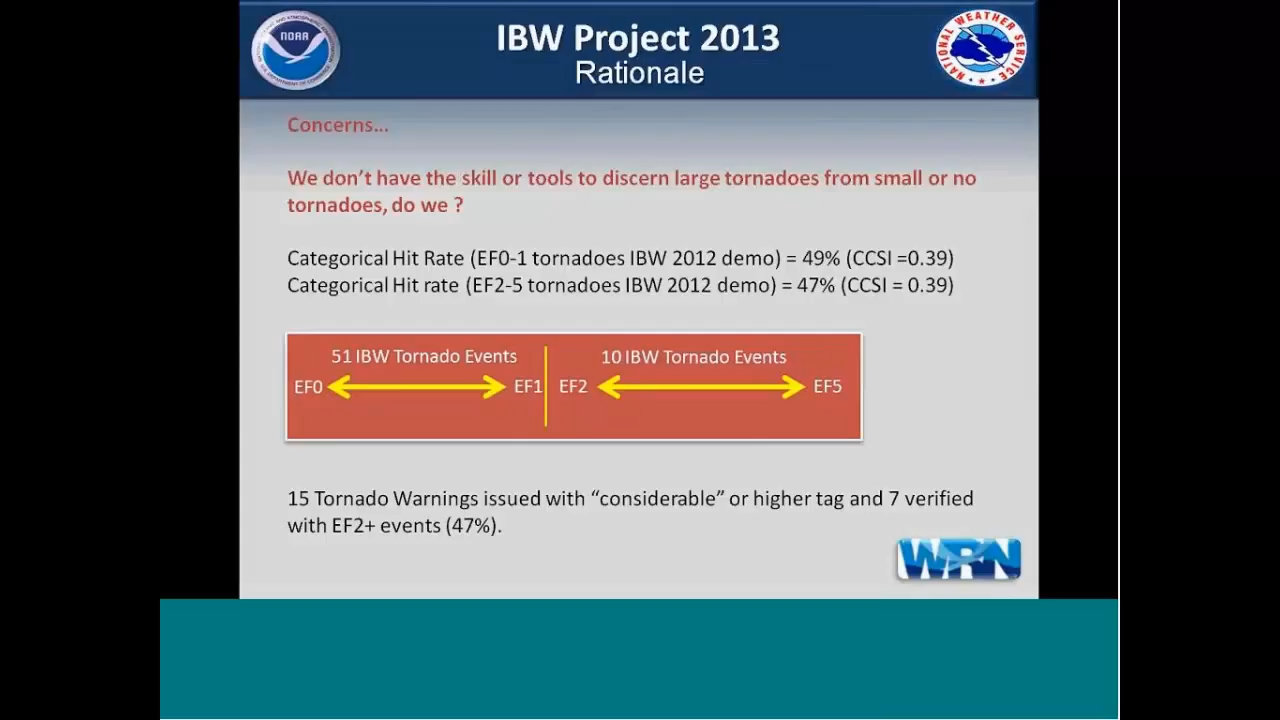 NOAA
NATIONAL WEATHER SERVICE
IBW Project 2013
Rationale
Concerns...
We don't have the skill or tools to discern large tornadoes from small or no
tornadoes, do we ?
Categorical Hit Rate (EF0-1 tornadoes IBW 2012 demo) = 49% (CCSI =0.39)
Categorical Hit rate (EF2-5 tornadoes IBW 2012 demo) = 47% (CCSI = 0.39)
51 IBW Tornado Events
10 IBW Tornado Events
EF0
EF1
EF2
EF5
15 Tornado Warnings issued with “considerable” or higher tag and 7 verified
with EF2+ events (47%).
WRN